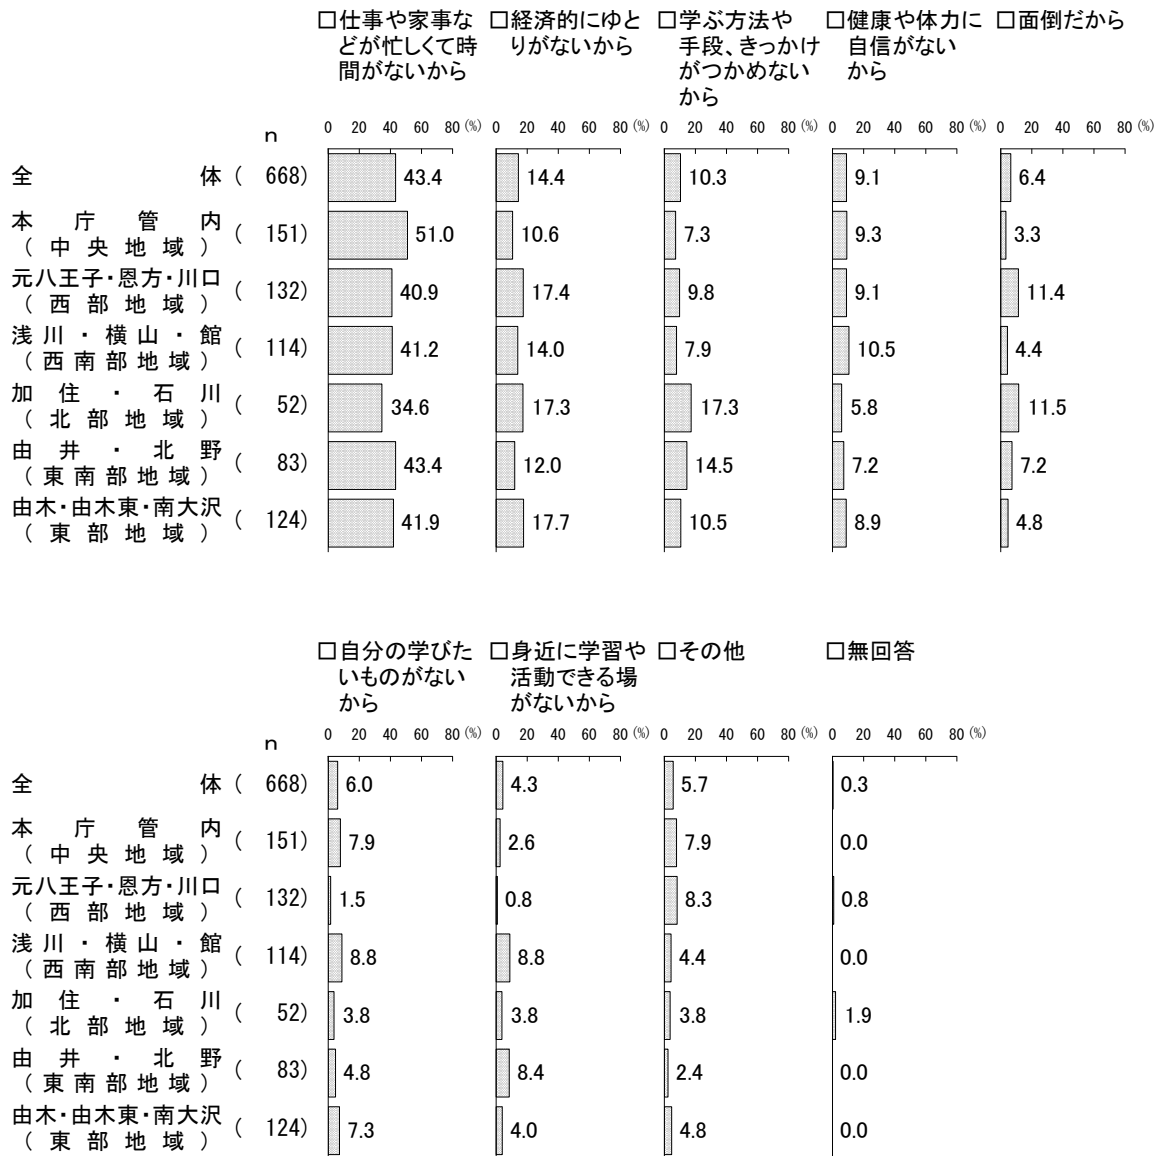 □仕事や家事な □経済的にゆと □学ぶ方法や □健康や体力に □面倒だから
どが忙しくて時 りがないから 手段、きっかけ 自信がない
間がないから がつかめない から
から
0 20 40 60 80 (%) 0 20 40 60 80 (%) 0 20 40 60 80 (%) 0 20 40 60 80 (%) 0 20 40 60 80 (%)
n
全体 ( 668) 43.4 14.4 10.3 9.1 6.4
本庁管内
(中央地域) ( 151) 51.0 10.6 7.3 9.3 3.3
元八王子・恩方・川口
(西部地域) ( 132) 40.9 17.4 9.8 9.1 11.4
浅川・横山・館
(西南部地域) ( 114) 41.2 14.0 7.9 10.5 4.4
加住・石川
(北部地域) ( 52) 34.6 17.3 17.3 5.8 11.5
由井・北野
(東南部地域) ( 83) 43.4 12.0 14.5 7.2 7.2
由木・由木東・南大沢
(東部地域) ( 124) 41.9 17.7 10.5 8.9 4.8
□自分の学びた □身近に学習や □その他 □無回答
いものがない 活動できる場
から がないから
0 20 40 60 80 (%) 0 20 40 60 80 (%) 0 20 40 60 80 (%) 0 20 40 60 80 (%)
n
全体 ( 668) 6.0 4.3 5.7 0.3
本庁管内
(中央地域) ( 151) 7.9 2.6 7.9 0.0
元八王子・恩方・川口
(西部地域) ( 132) 1.5 0.8 8.3 0.8
浅川・横山・館
(西南部地域) ( 114) 8.8 8.8 4.4 0.0
加住・石川
(北部地域) ( 52) 3.8 3.8 3.8 1.9
由井・北野
(東南部地域) ( 83) 4.8 8.4 2.4 0.0
由木・由木東・南大沢
(東部地域) ( 124) 7.3 4.0 4.8 0.0